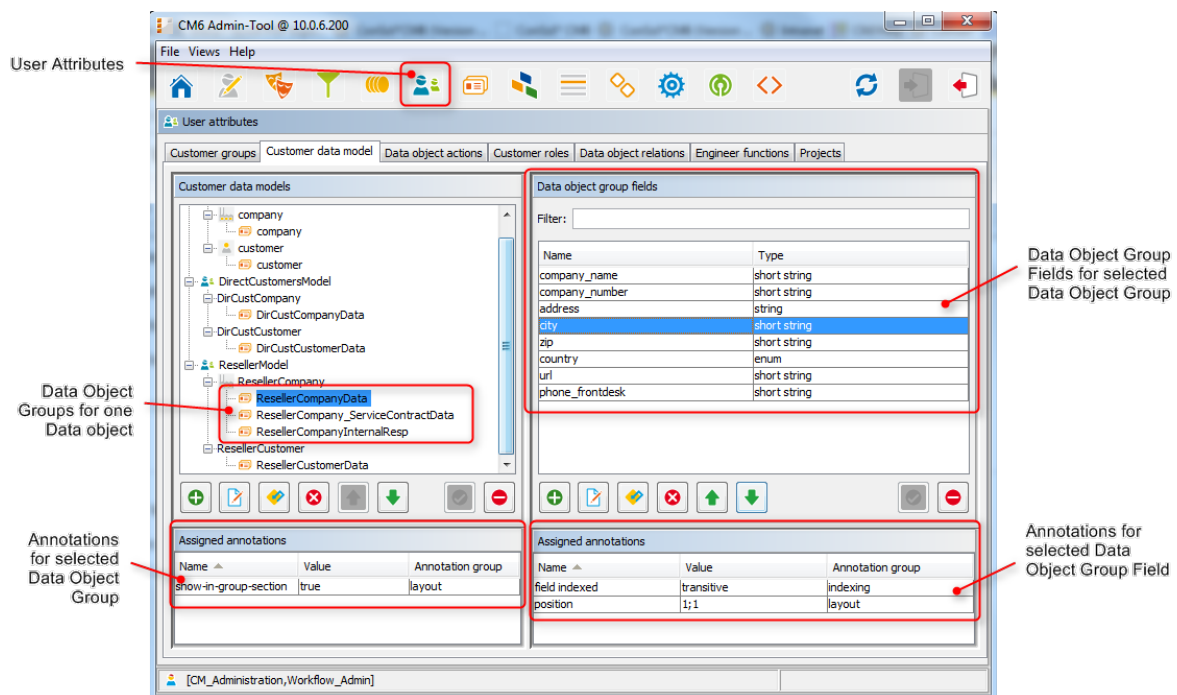 CM6 Admin-Tool @ 10.0.6.200
File Views Help
User Attributes
User attributes
Customer groups Customer data model Data object actions Customer roles Data object relations Engineer functions Projects
Customer data models
company
company
customer
customer
DirectCustomersModel
DirCustCompany
DirCustCompanyData
DirCustCustomer
DirCustCustomerData
ResellerModel
ResellerCompany
ResellerCompanyData
ResellerCompany_ServiceContractData
ResellerCompanyInternalResp
ResellerCustomer
ResellerCustomerData
Data Object
Groups for one
Data object
Data object group fields
Filter:
Name Type
company_name short string
company_number short string
address string
city short string
zip short string
country enum
url short string
phone_frontdesk short string
Data Object Group
Fields for selected
Data Object Group
Assigned annotations
Name Value Annotation group
show-in-group-section true layout
Annotations
for selected
Data Object
Group
Assigned annotations
Name Value Annotation group
field indexed transitive indexing
position 1;1 layout
Annotations for
selected Data
Object Group Field
[CM_Administration,Workflow_Admin]